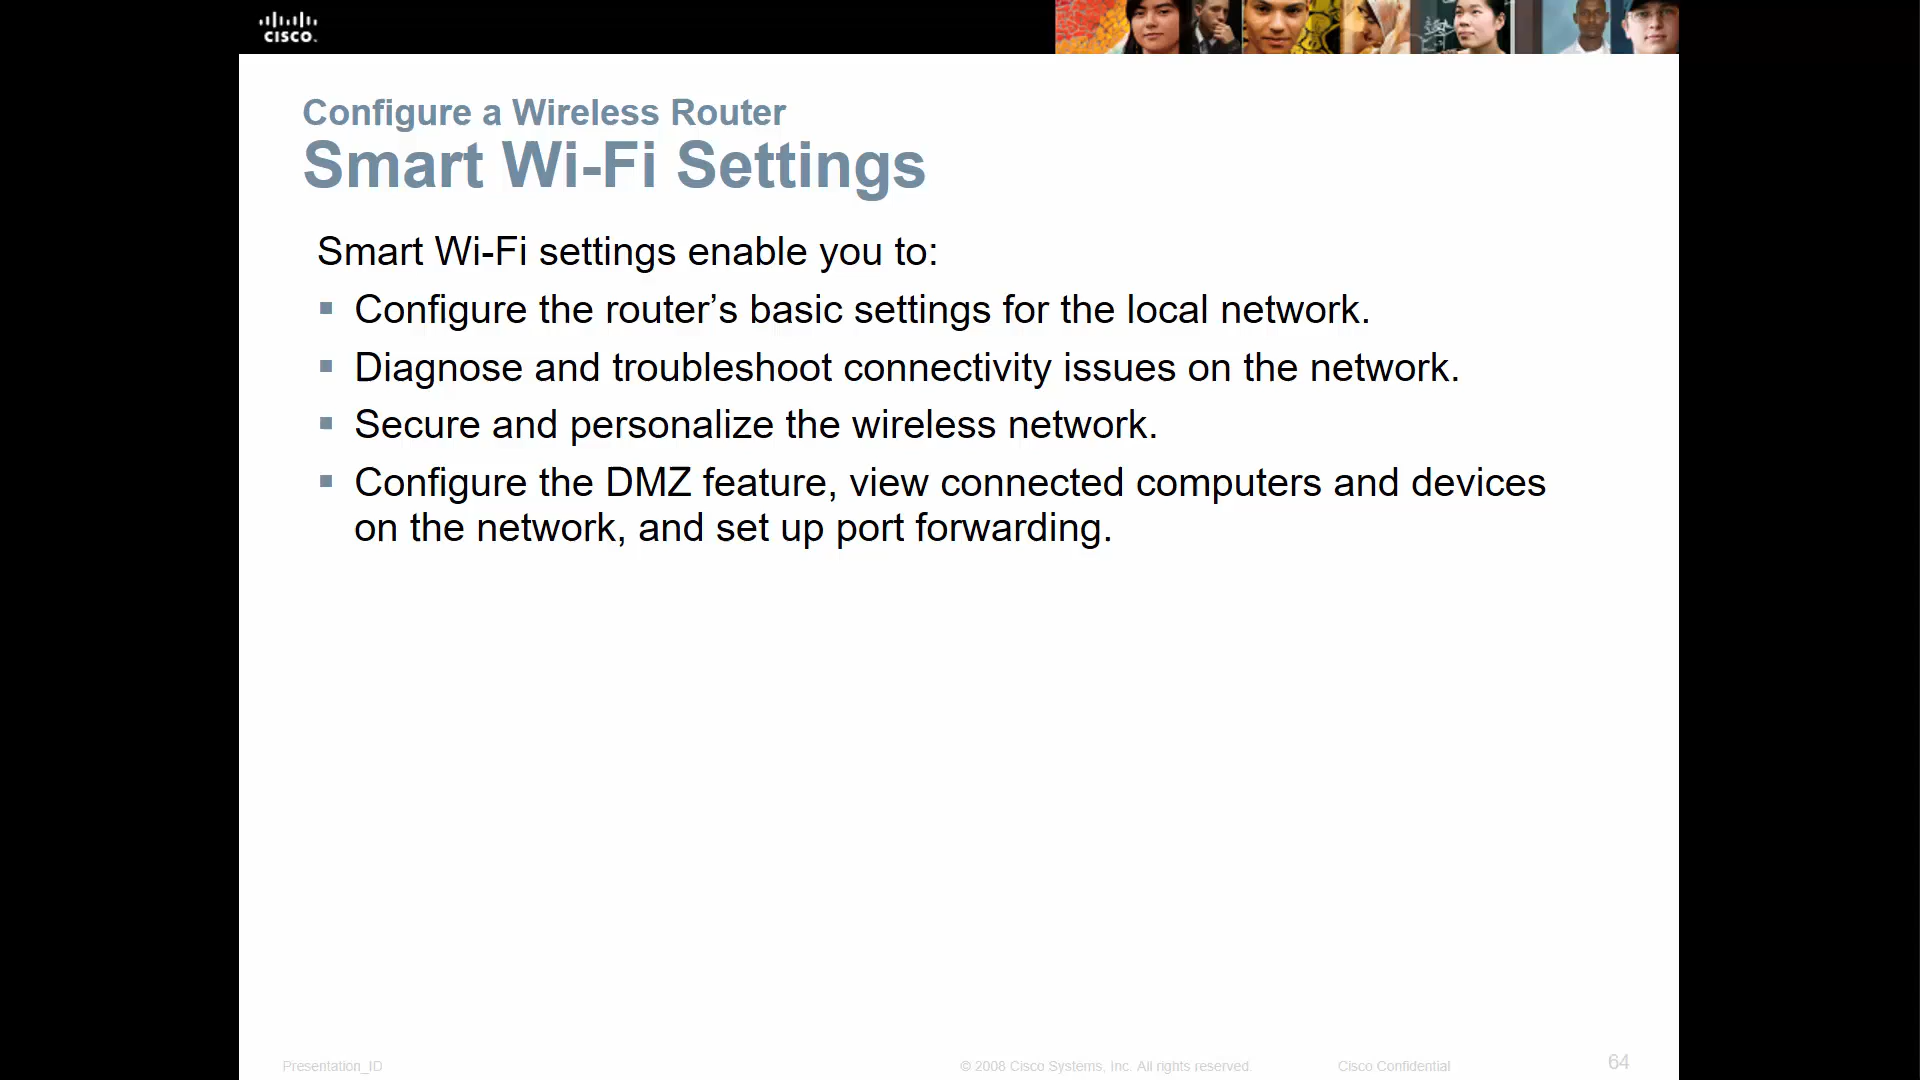 CISCO.
Configure a Wireless Router
Smart Wi-Fi Settings
Smart Wi-Fi settings enable you to:
▪ Configure the router’s basic settings for the local network.
▪ Diagnose and troubleshoot connectivity issues on the network.
▪ Secure and personalize the wireless network.
▪ Configure the DMZ feature, view connected computers and devices
on the network, and set up port forwarding.
Presentation_ID
© 2008 Cisco Systems, Inc. All rights reserved.
Cisco Confidential
64